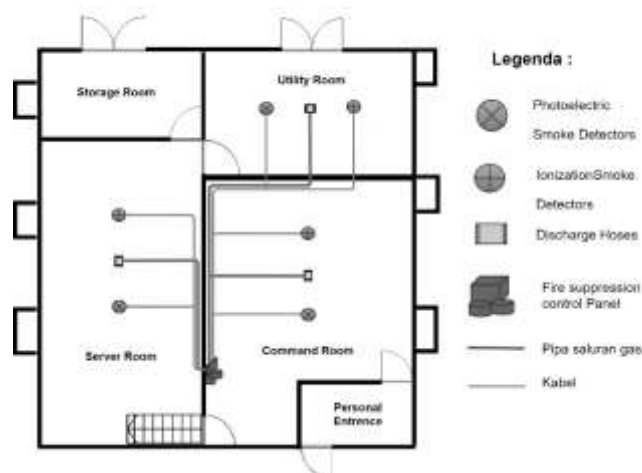 Storage Room
Utility Room
Server Room
Command Room
Personal
Entrence
Legenda :
Photoelectric
Smoke Detectors
IonizationSmoke
Detectors
Discharge Hoses
Fire suppression
control Panel
Pipa saluran gas
Kabel